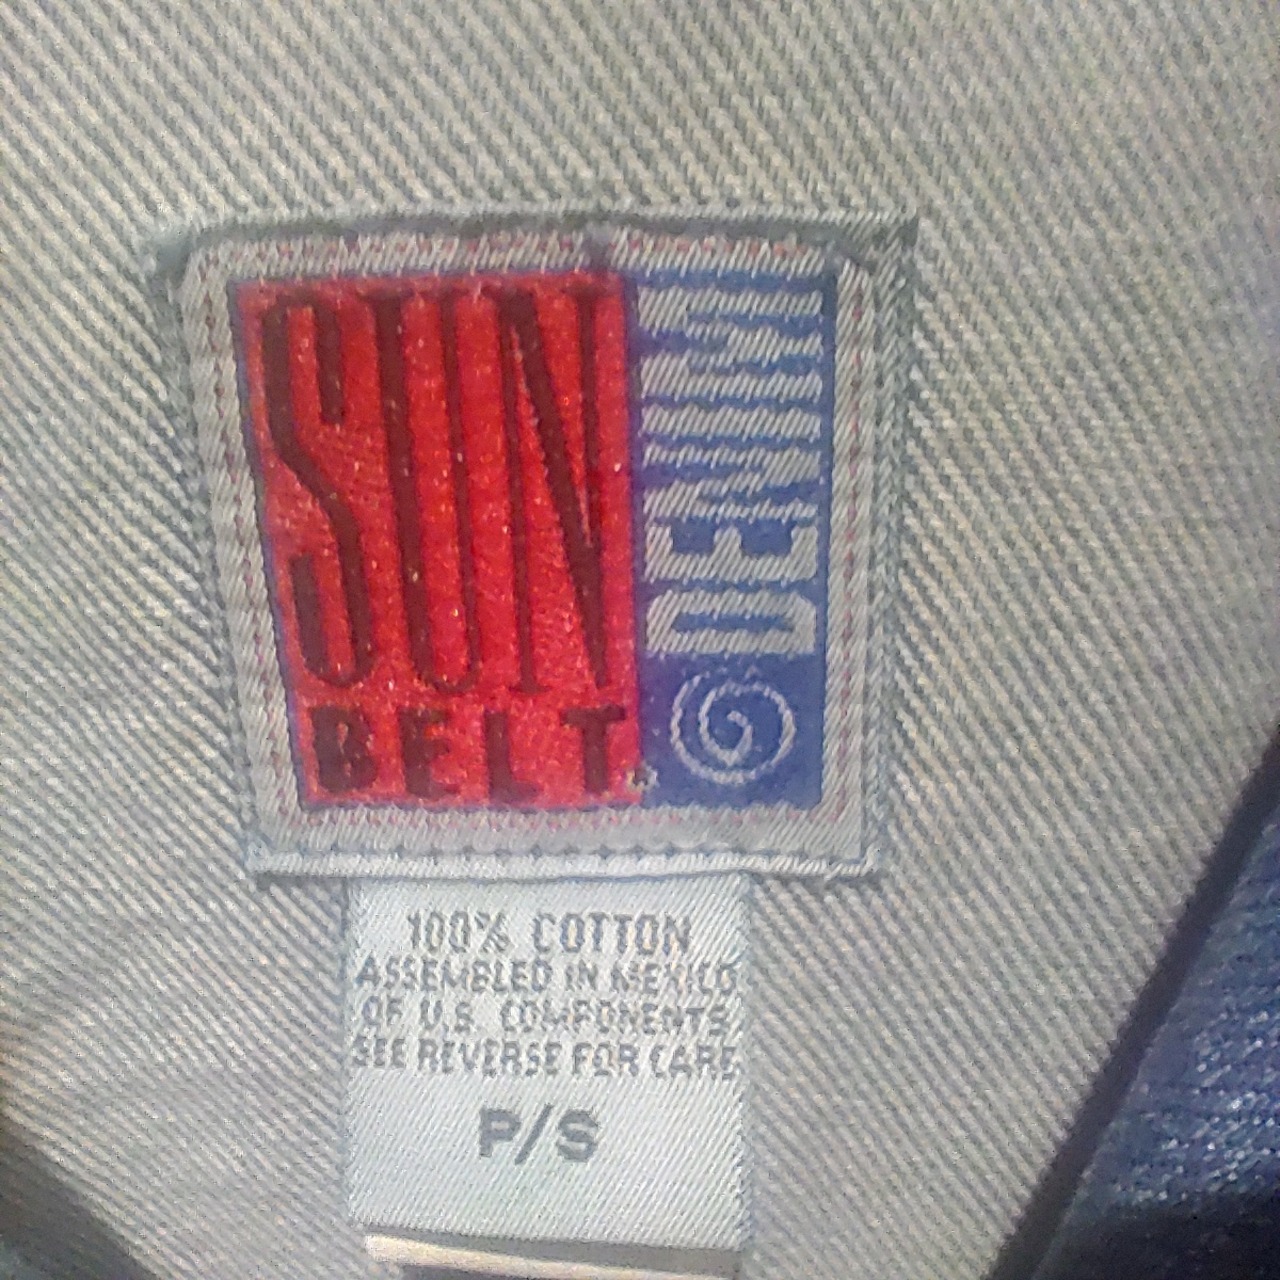 SUN
BELT®
DENIM
100% COTTON
ASSEMBLED IN MEXICO
OF U.S. COMPONENTS
SEE REVERSE FOR CARE
P/S